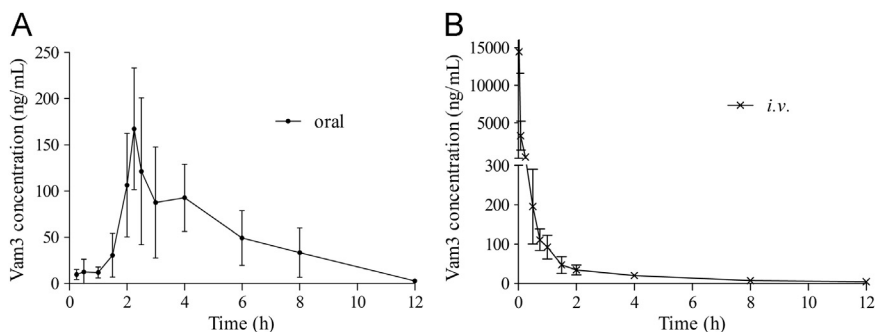 A
Vam3 concentration (ng/mL)
250
200
150
100
50
0
oral
0 2 4 6 8 10 12
Time (h)
B
Vam3 concentration (ng/mL)
15000
10000
5000
300
200
100
0
i.v.
0 2 4 6 8 10 12
Time (h)